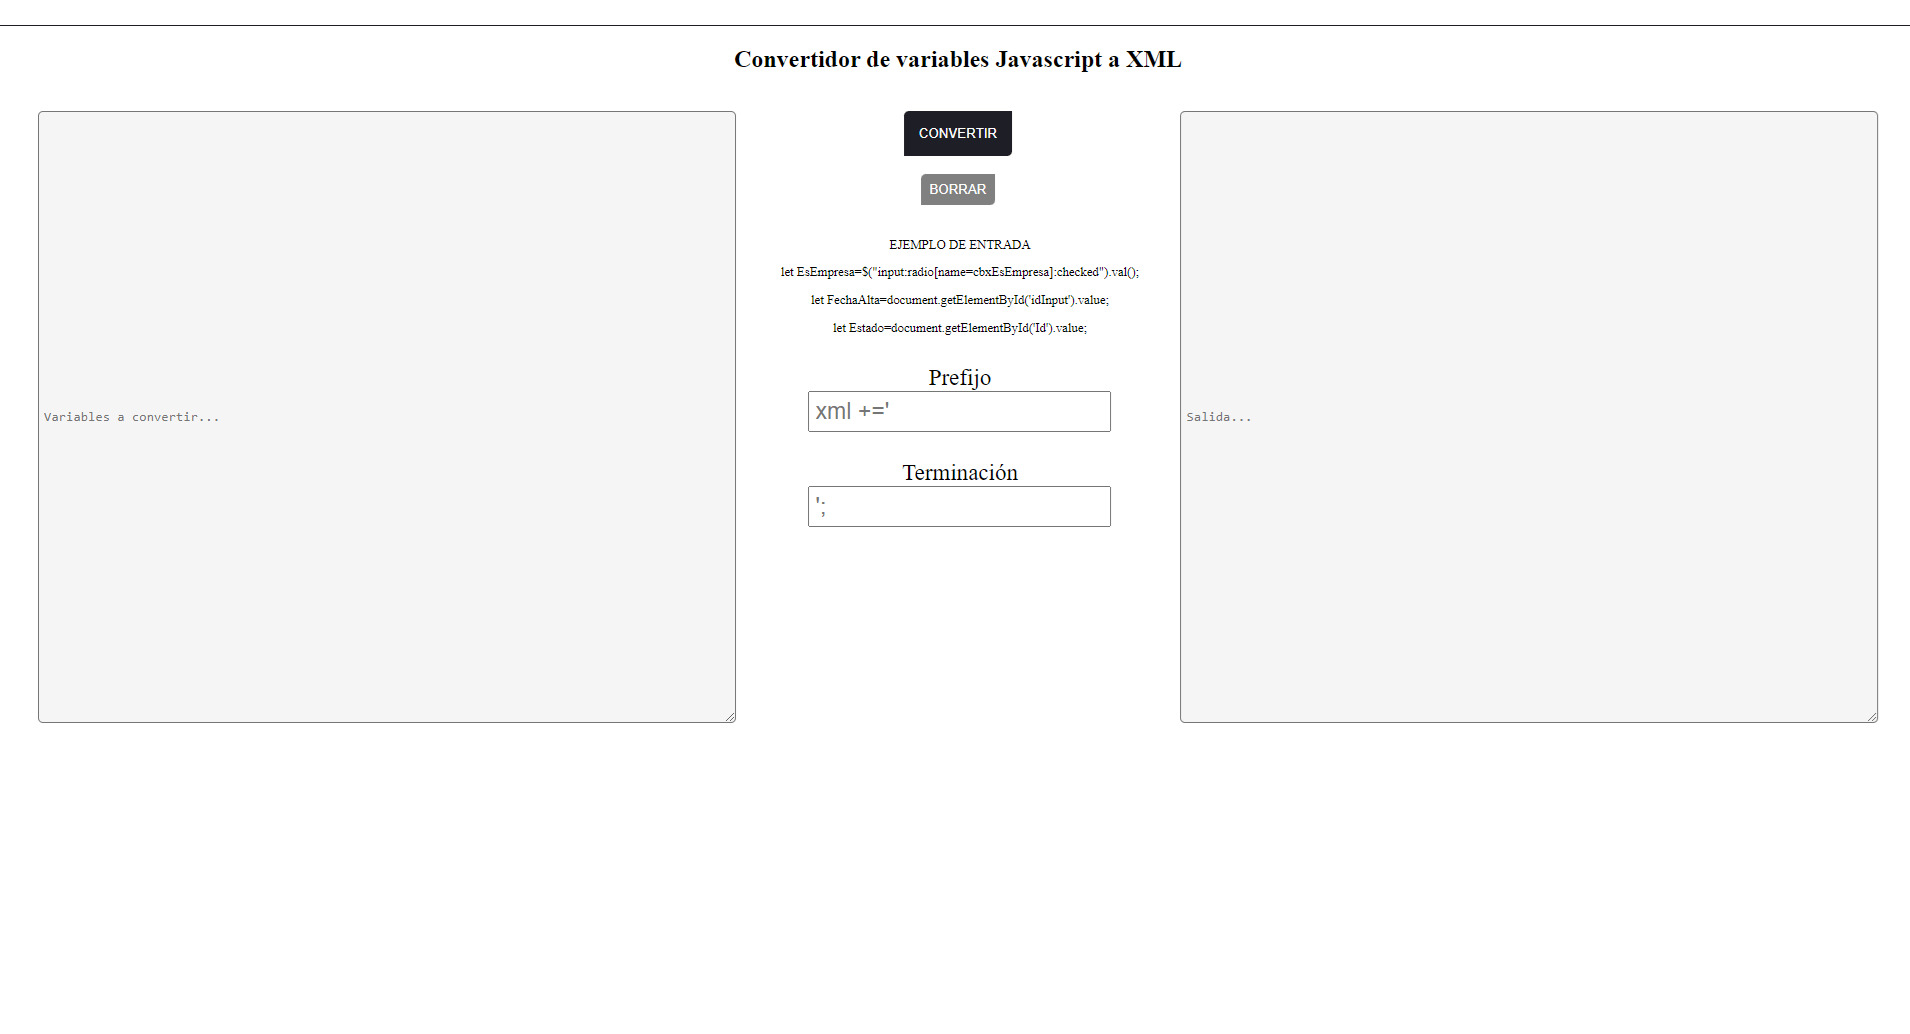 Convertidor de variables Javascript a XML
Variables a convertir...
CONVERTIR
BORRAR
EJEMPLO DE ENTRADA
let EsEmpresa=$("input:radio[name=cbxEsEmpresa]:checked").val();
let FechaAlta=document.getElementById('idInput').value;
let Estado=document.getElementById('Id').value;
Prefijo
xml +='
Terminación
';
Salida...